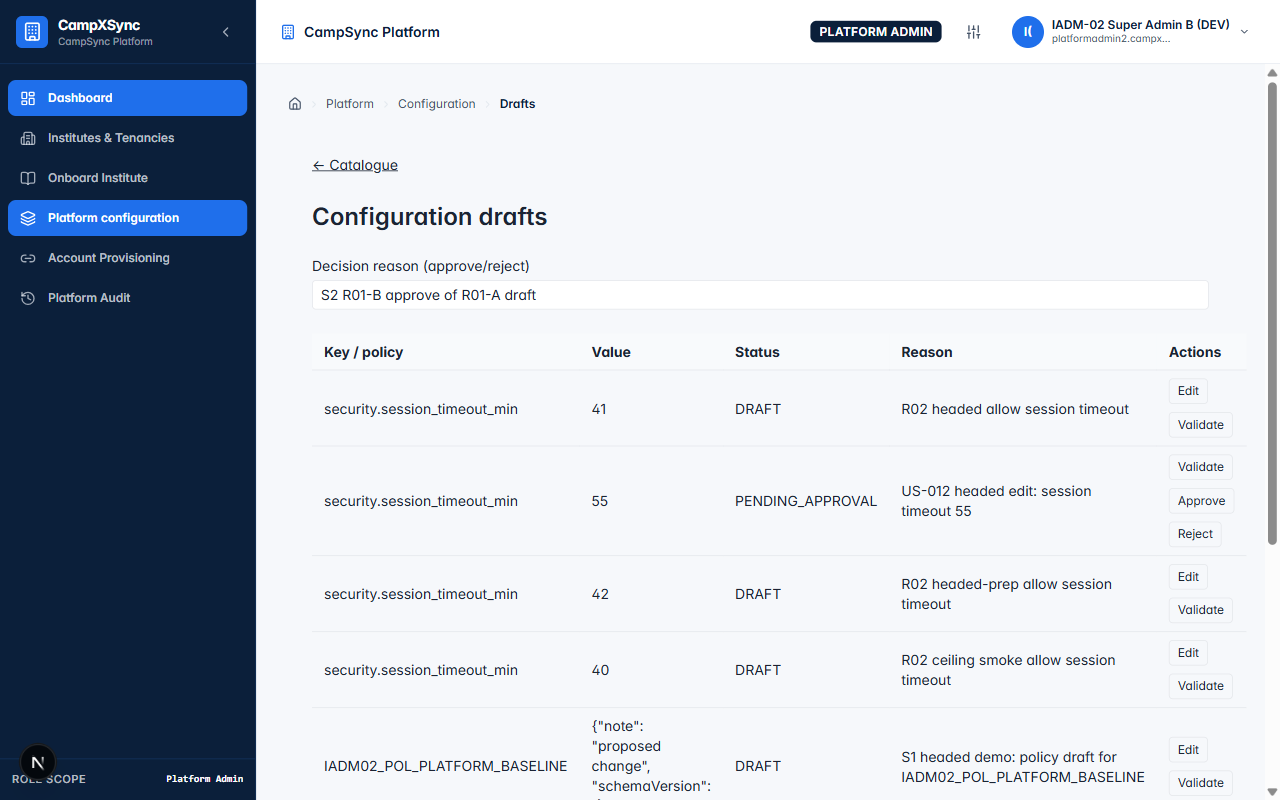 CampXSync
CampSync Platform
Dashboard
Institutes & Tenancies
Onboard Institute
Platform configuration
Account Provisioning
Platform Audit
N
SCOPE
Platform Admin
CampSync Platform
PLATFORM ADMIN
I(
IADM-02 Super Admin B (DEV)
platformadmin2.campx...
Platform
Configuration
Drafts
← Catalogue
Configuration drafts
Decision reason (approve/reject)
S2 R01-B approve of R01-A draft
Key / policy Value Status Reason Actions
security.session_timeout_min 41 DRAFT R02 headed allow session timeout Edit
Validate
security.session_timeout_min 55 PENDING_APPROVAL US-012 headed edit: session
timeout 55
Validate
Approve
Reject
security.session_timeout_min 42 DRAFT R02 headed-prep allow session
timeout
Edit
Validate
security.session_timeout_min 40 DRAFT R02 ceiling smoke allow session
timeout
Edit
Validate
IADM02_POL_PLATFORM_BASELINE
{"note":
"proposed
change",
"schemaVersion":
DRAFT
S1 headed demo: policy draft for
IADM02_POL_PLATFORM_BASELINE
Edit
Validate